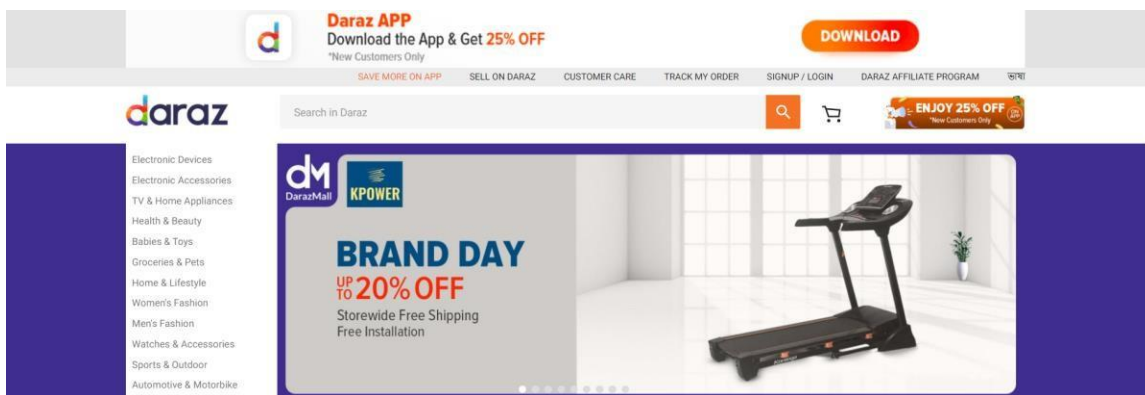 Daraz APP
Download the App & Get 25% OFF
*New Customers Only
DOWNLOAD
SAVE MORE ON APP SELL ON DARAZ CUSTOMER CARE TRACK MY ORDER SIGNUP / LOGIN DARAZ AFFILIATE PROGRAM ভাষা
daraz
Search in Daraz
ENJOY 25% OFF
*New Customers Only
Electronic Devices
Electronic Accessories
TV & Home Appliances
Health & Beauty
Babies & Toys
Groceries & Pets
Home & Lifestyle
Women's Fashion
Men's Fashion
Watches & Accessories
Sports & Outdoor
Automotive & Motorbike
dM
DarazMall
KPOWER
BRAND DAY
UP TO 20% OFF
Storewide Free Shipping
Free Installation